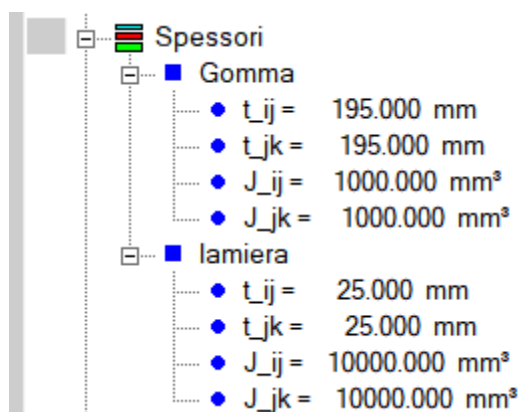 Spessori
Gomma
t_ij = 195.000 mm
t_jk = 195.000 mm
J_ij = 1000.000 mm³
J_jk = 1000.000 mm³
lamiera
t_ij = 25.000 mm
t_jk = 25.000 mm
J_ij = 10000.000 mm³
J_jk = 10000.000 mm³